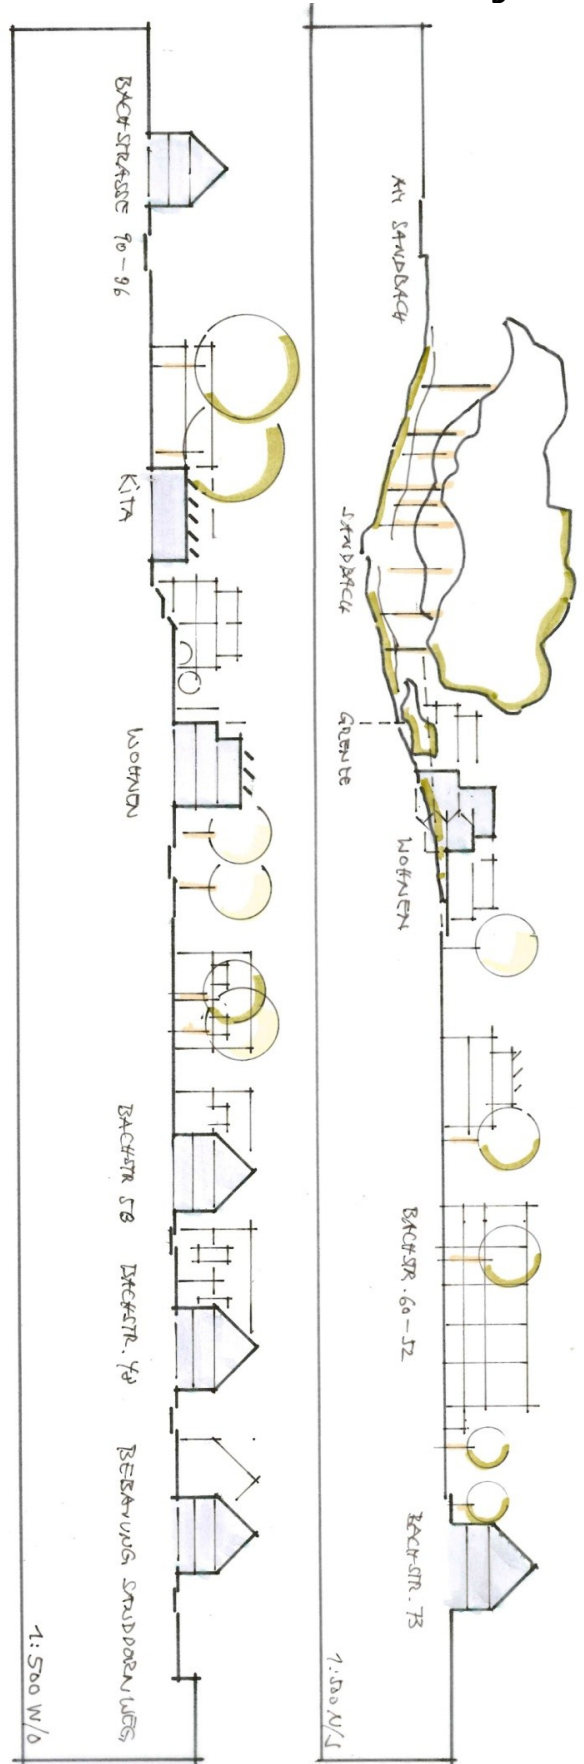 AM SANDBACH
SANDBACH
GRENZE
WOHNEN
BACHSTR. 60-52
BACHSTR. 73
1:500 N/S
BACHSTRASSE 90-96
KITA
WOHNEN
BACHSTR 58
BACHSTR. 48
BEBAUUNG SANDDORNWEG
1:500 W/O